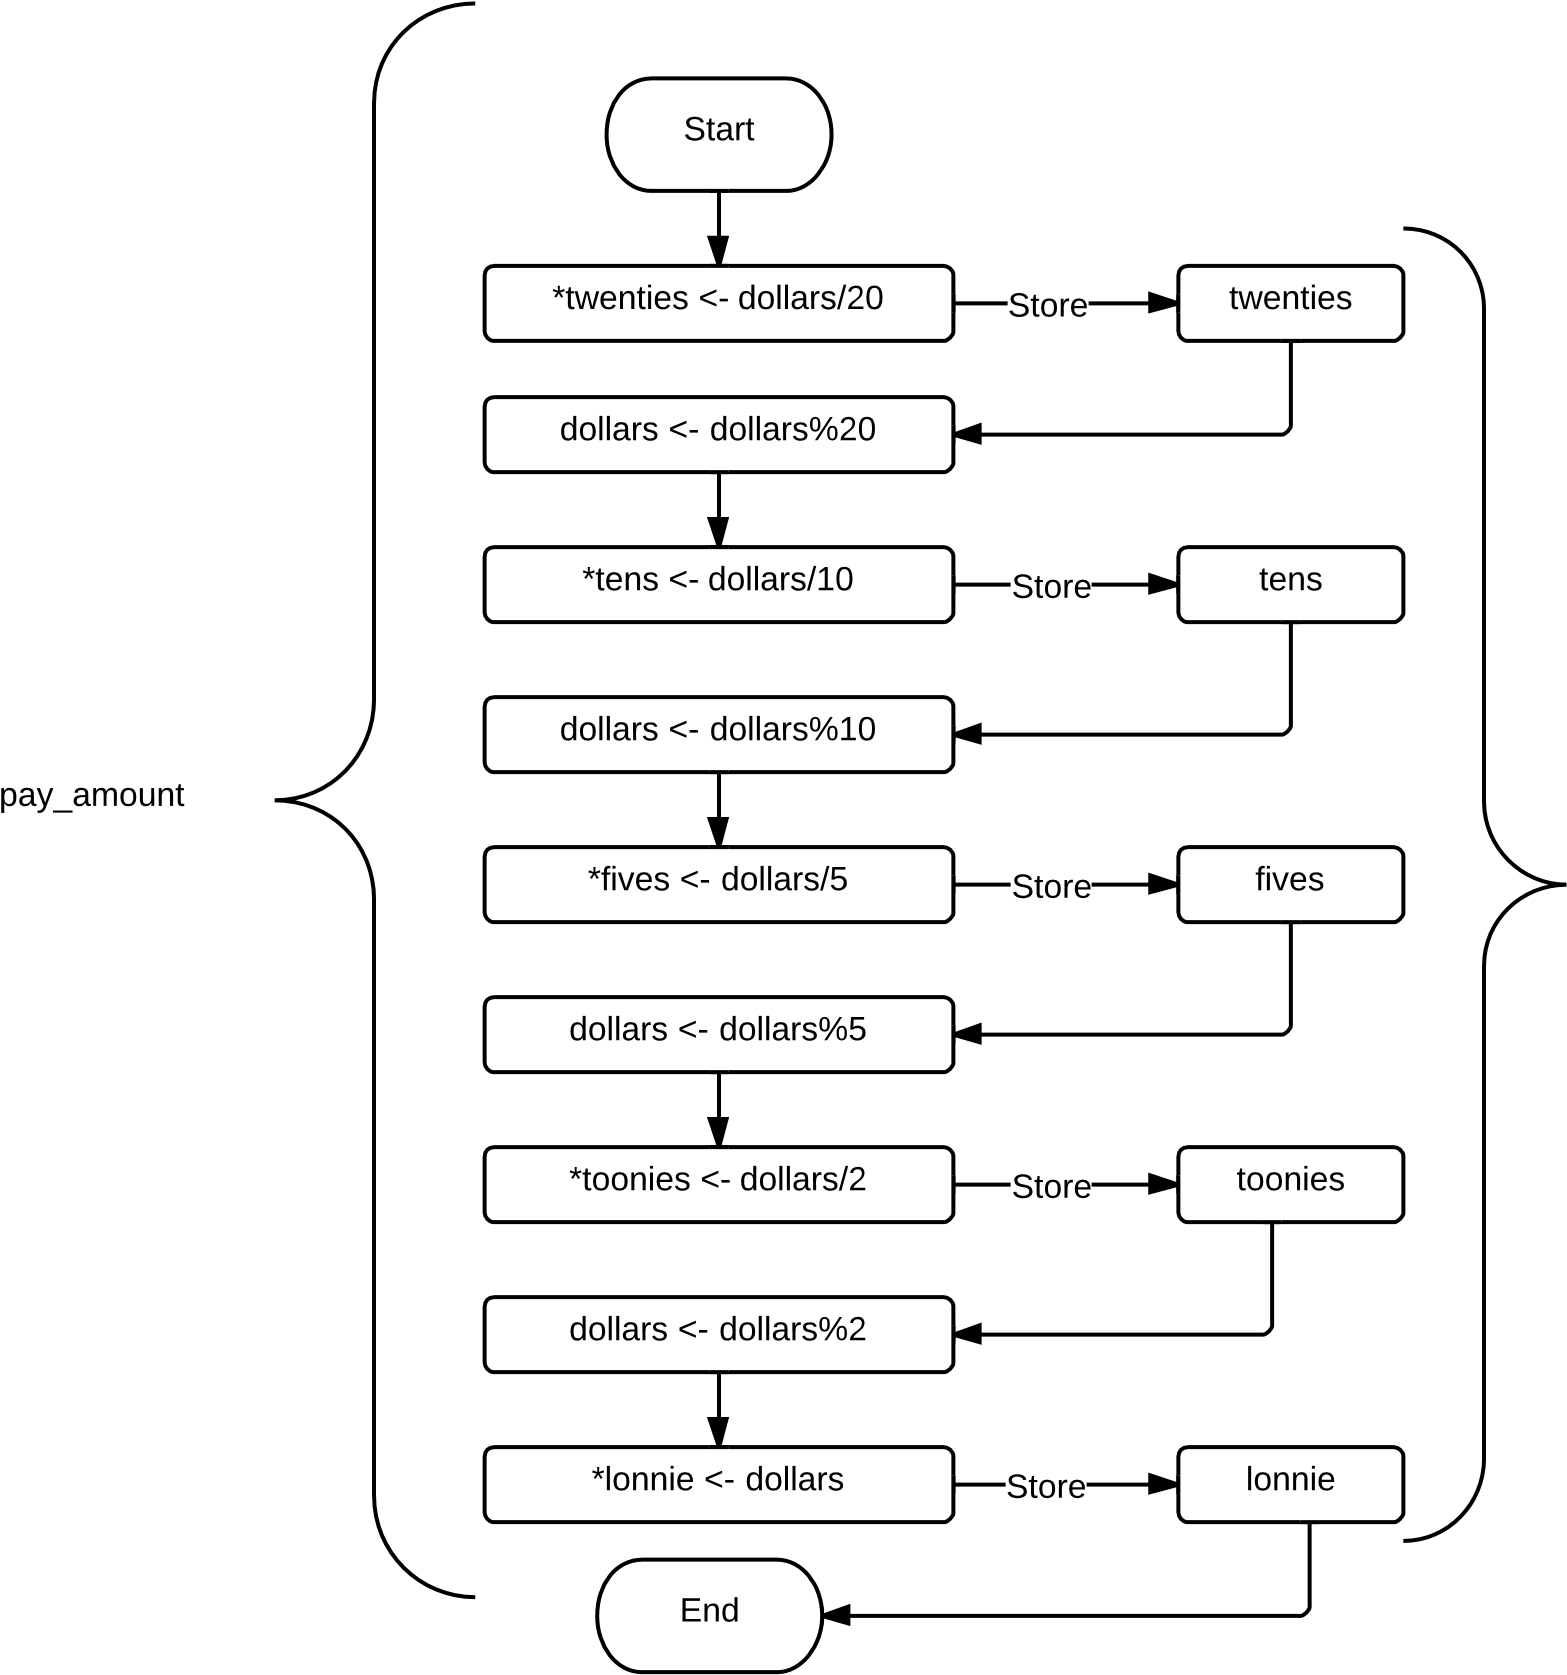 Start
*twenties <- dollars/20
Store
twenties
dollars <- dollars%20
*tens <- dollars/10
Store
tens
dollars <- dollars%10
pay_amount
*fives <- dollars/5
Store
fives
dollars <- dollars%5
*toonies <- dollars/2
Store
toonies
dollars <- dollars%2
*lonnie <- dollars
Store
lonnie
End